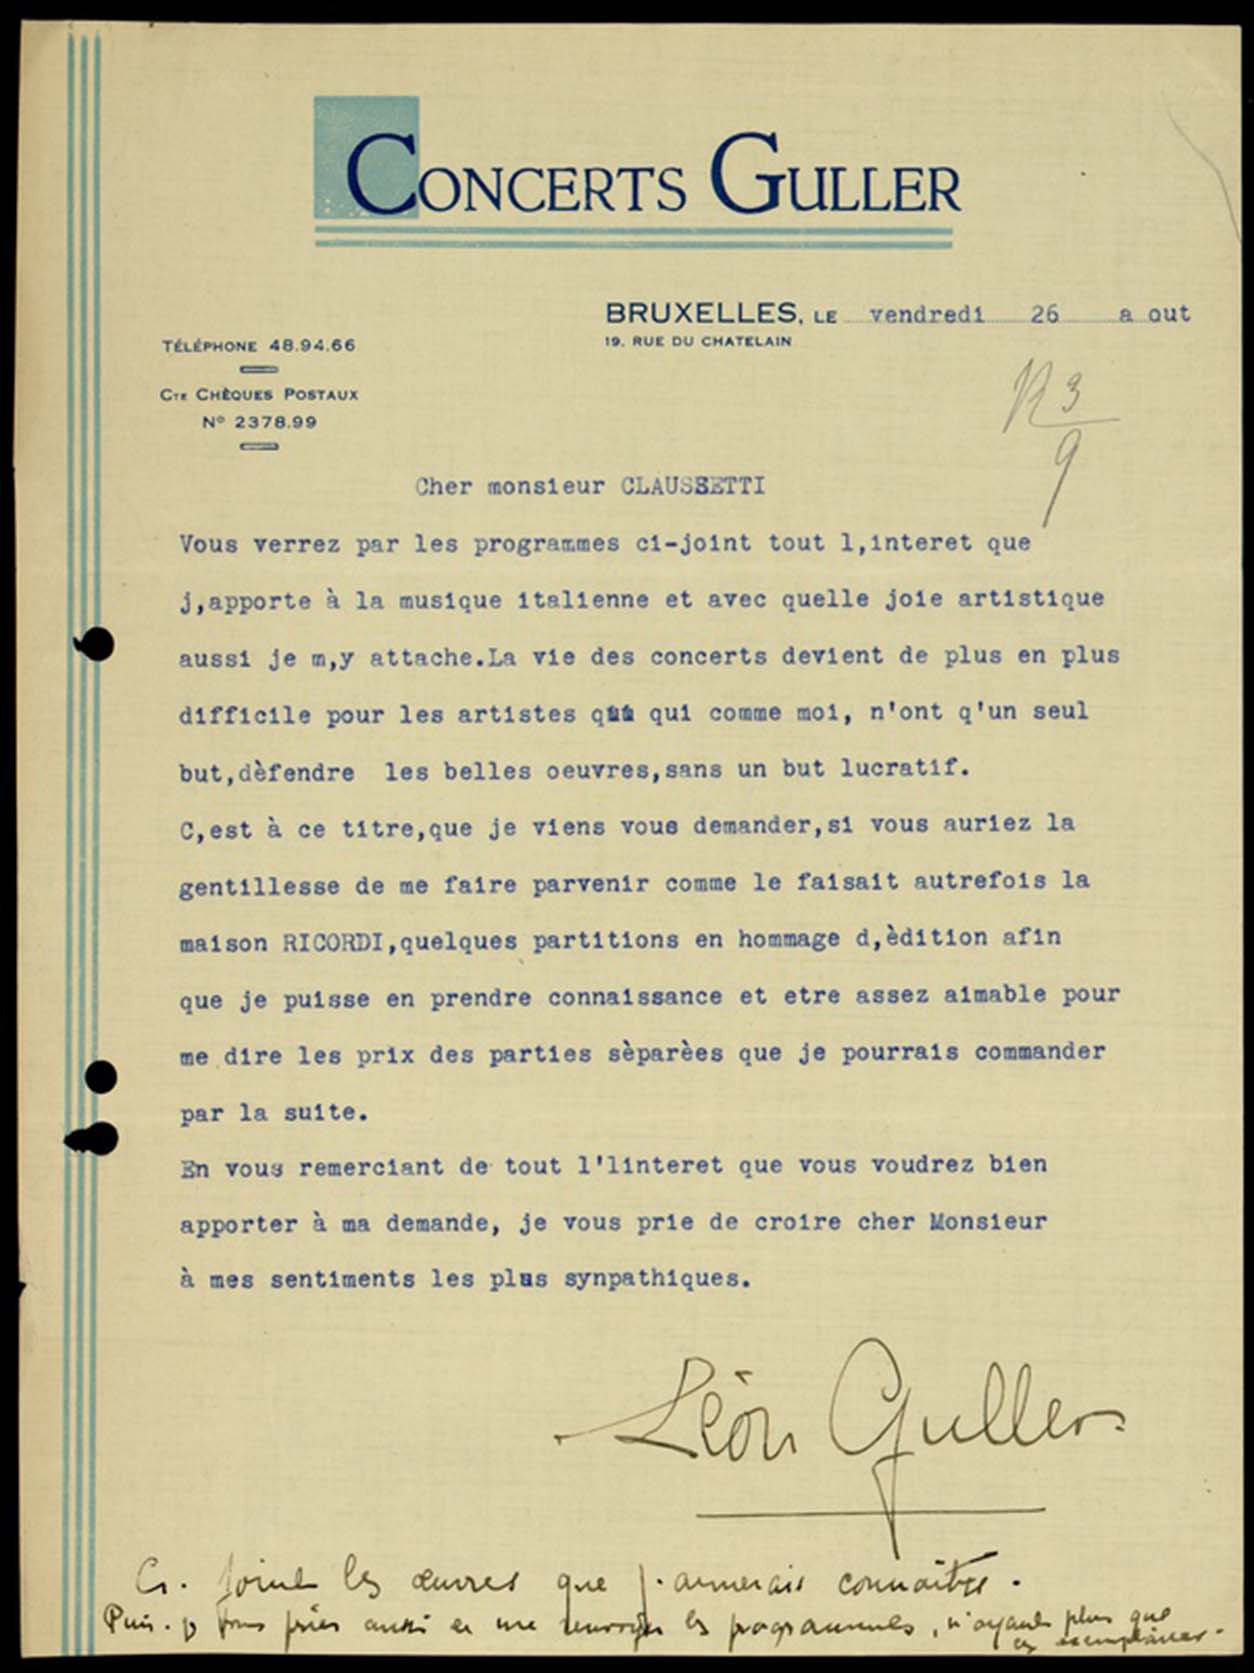 CONCERTS GULLER
BRUXELLES, LE vendredi 26 a out
19. RUE DU CHATELAIN
TÉLÉPHONE 48.94.66
CTE CHÈQUES POSTAUX
Nº 2378.99
R 3/9
Cher monsieur CLAUSSETTI
Vous verrez par les programmes ci-joint tout l,interet que
j,apporte à la musique italienne et avec quelle joie artistique
aussi je m,y attache.La vie des concerts devient de plus en plus
difficile pour les artistes qui comme moi, n'ont q'un seul
but,dèfendre les belles oeuvres,sans un but lucratif.
C,est à ce titre,que je viens vous demander,si vous auriez la
gentillesse de me faire parvenir comme le faisait autrefois la
maison RICORDI,quelques partitions en hommage d,èdition afin
que je puisse en prendre connaissance et etre assez aimable pour
me dire les prix des parties sèparèes que je pourrais commander
par la suite.
En vous remerciant de tout l'linteret que vous voudrez bien
apporter à ma demande, je vous prie de croire cher Monsieur
à mes sentiments les plus synpathiques.
Léon Guller
Ci. joint les œuvres que j'aimerais connaître.
Puis. je vous prier aussi de me renvoyer les programmes, n'ayant plus que
ces exemplaires.